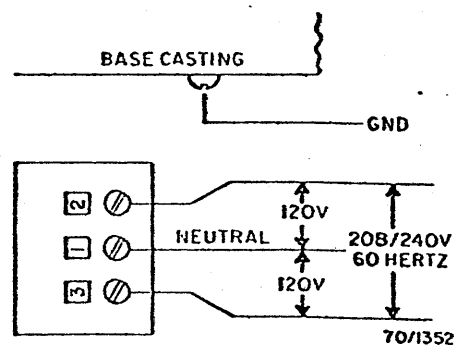 BASE CASTING
GND
2
120V
1
NEUTRAL
208/240V
60 HERTZ
3
120V
70/1352